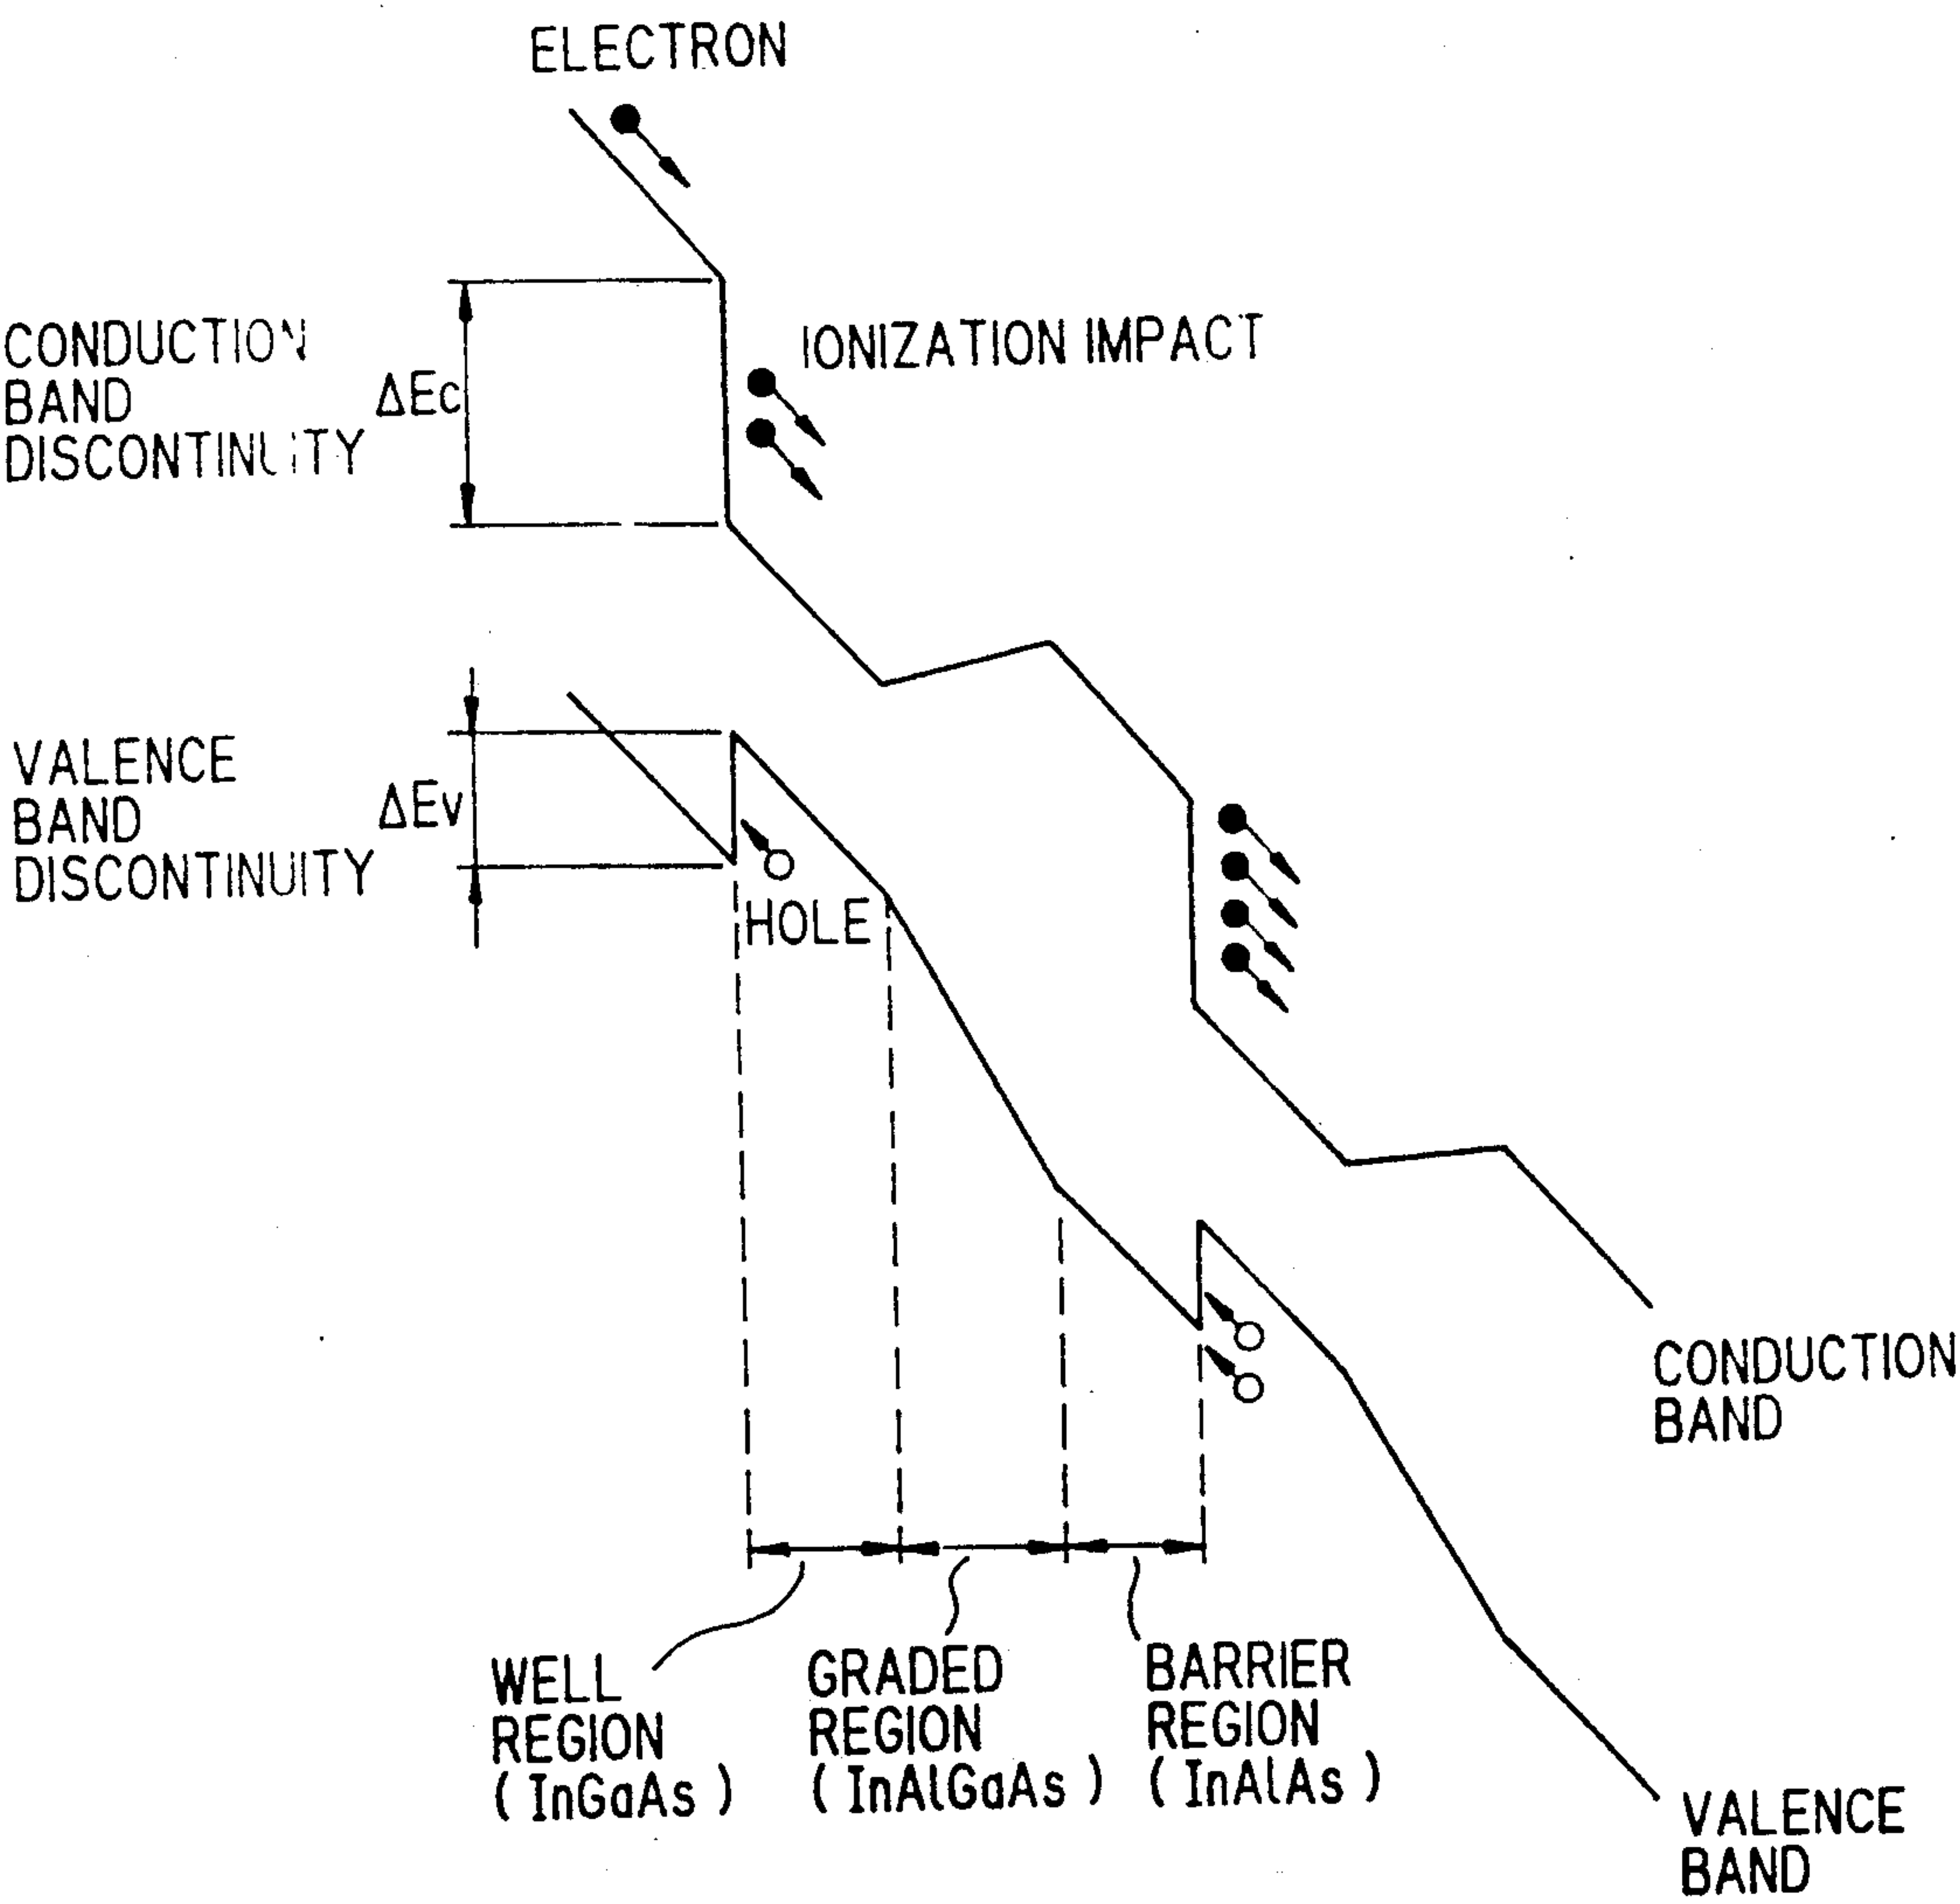 ELECTRON
IONIZATION IMPACT
CONDUCTION
BAND
DISCONTINUITY
ΔEc
VALENCE
BAND
DISCONTINUITY
ΔEv
HOLE
CONDUCTION
BAND
WELL
REGION
(InGaAs)
GRADED
REGION
(InAlGaAs)
BARRIER
REGION
(InAlAs)
VALENCE
BAND